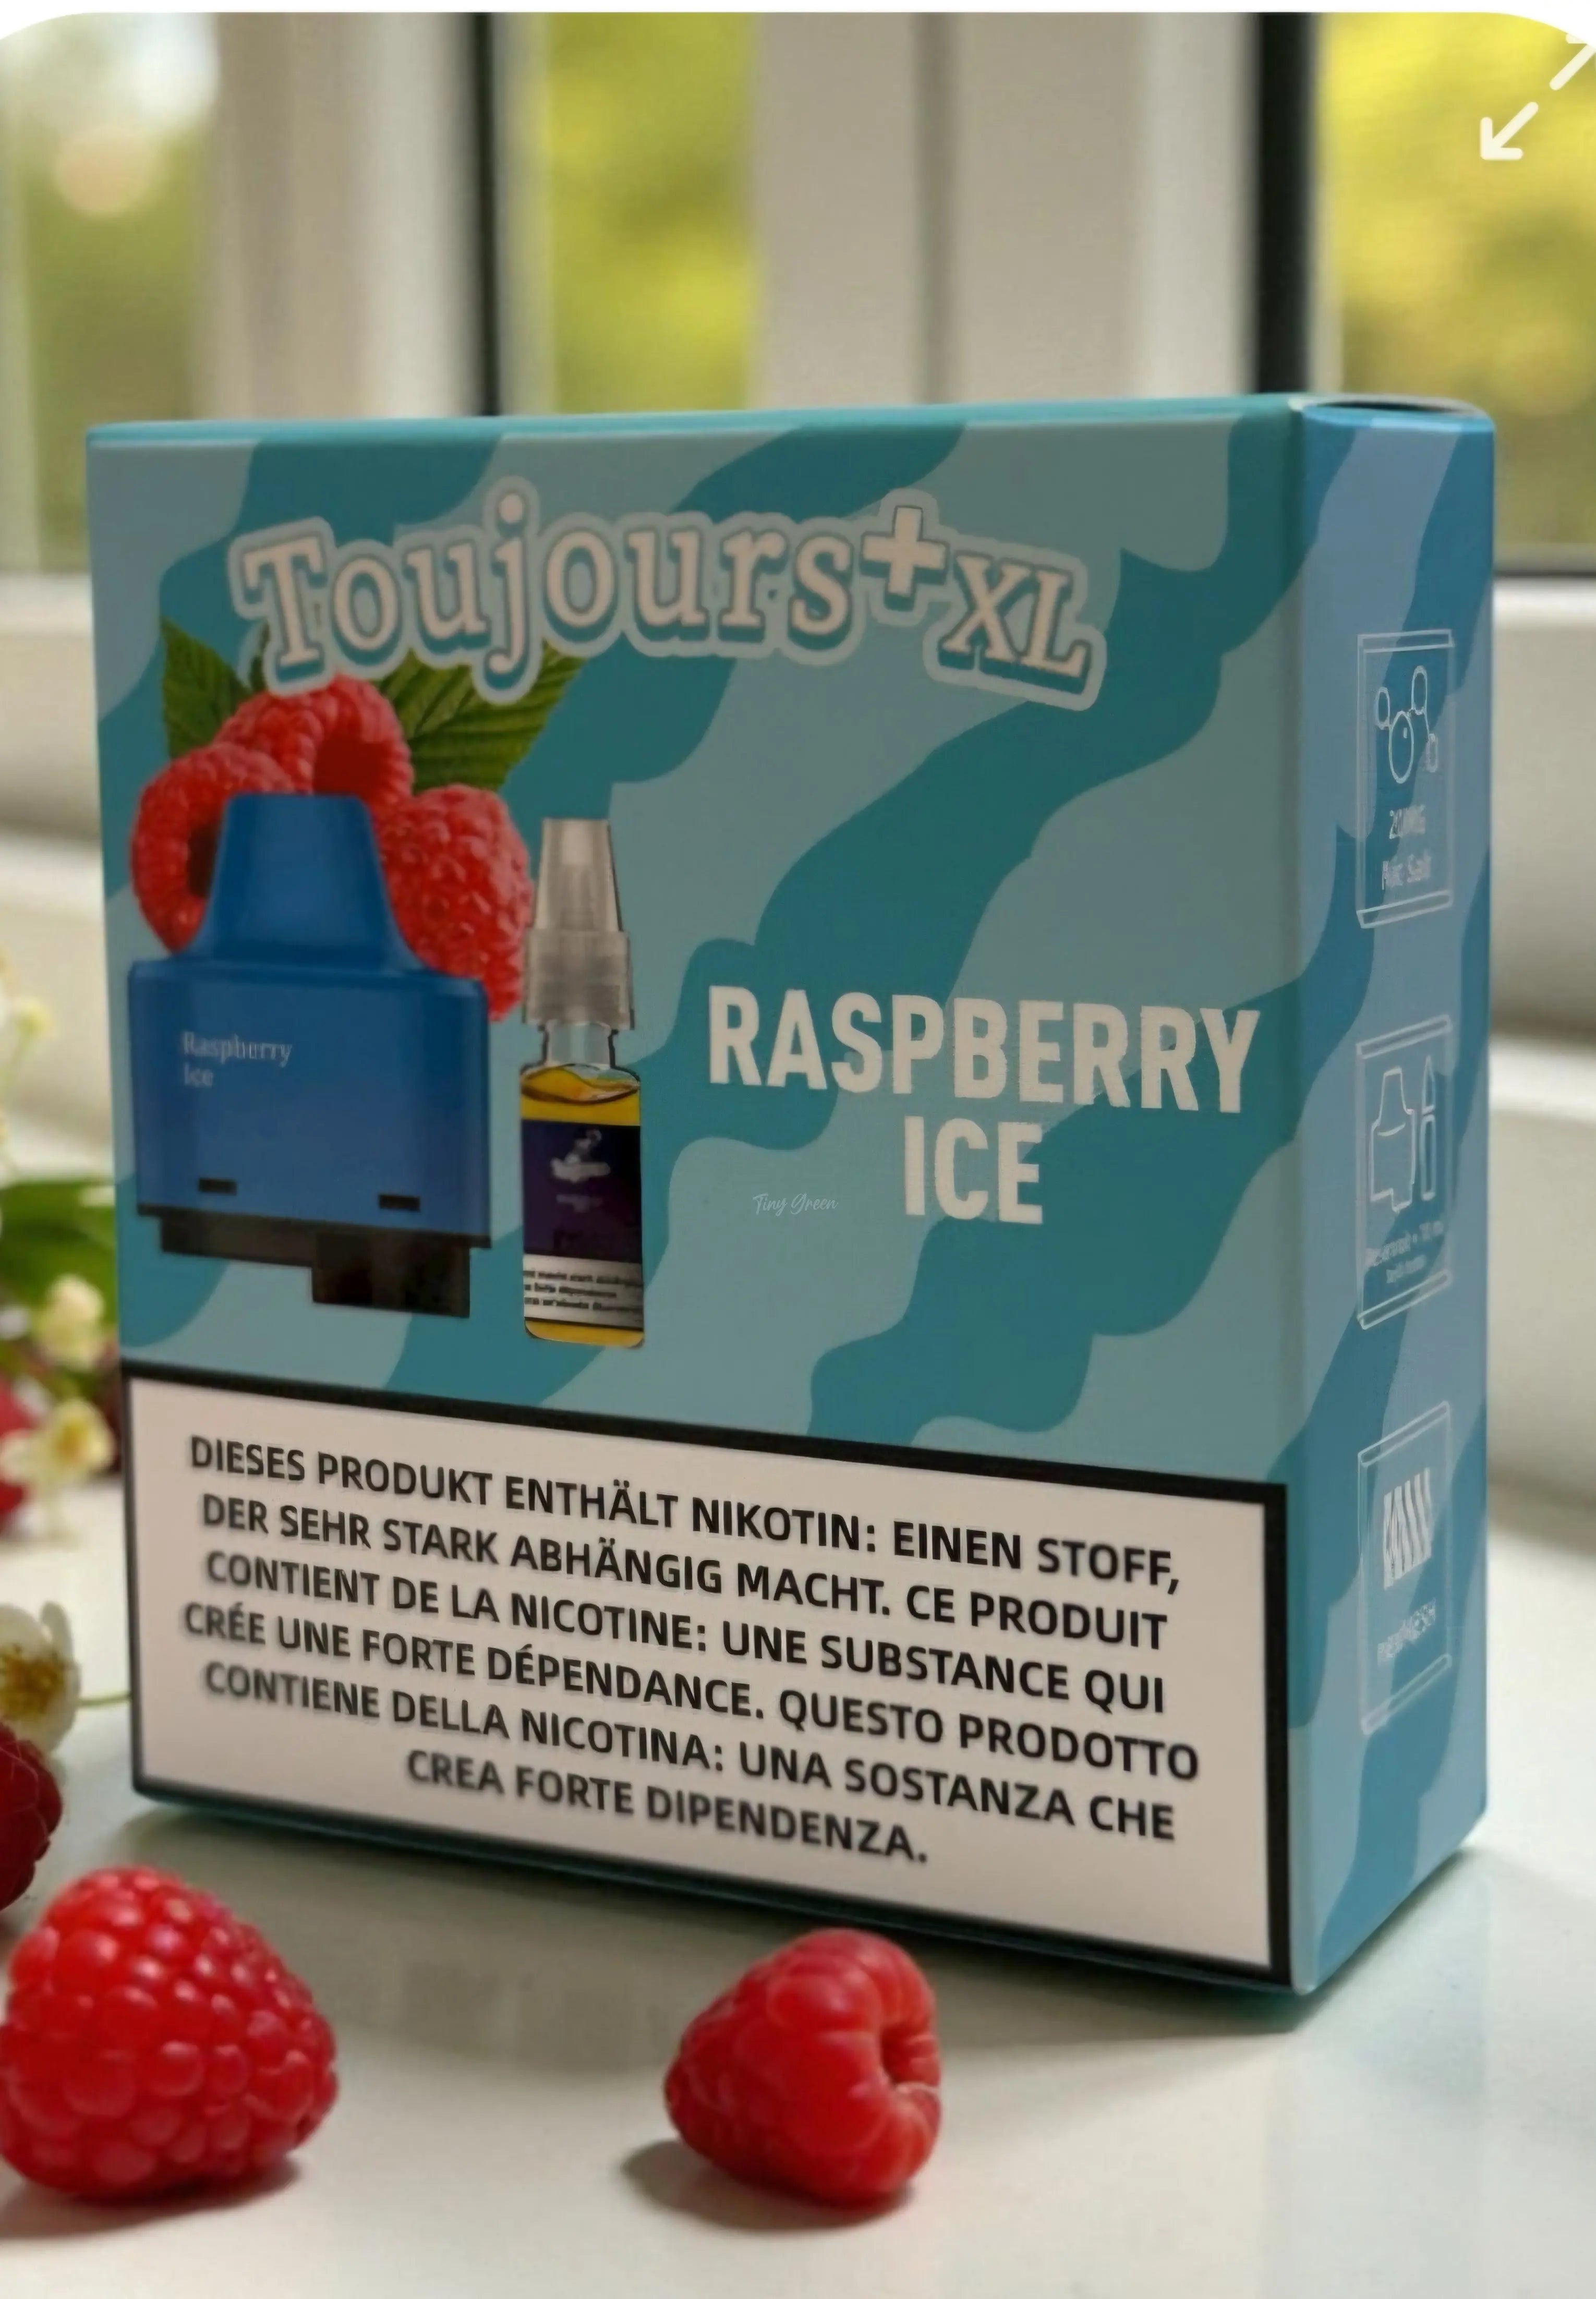 Toujours+XL
Raspberry
Ice
RASPBERRY
ICE
Tiny Green
DIESES PRODUKT ENTHÄLT NIKOTIN: EINEN STOFF,
DER SEHR STARK ABHÄNGIG MACHT. CE PRODUIT
CONTIENT DE LA NICOTINE: UNE SUBSTANCE QUI
CRÉE UNE FORTE DÉPENDANCE. QUESTO PRODOTTO
CONTIENE DELLA NICOTINA: UNA SOSTANZA CHE
CREA FORTE DIPENDENZA.
Nic Salt